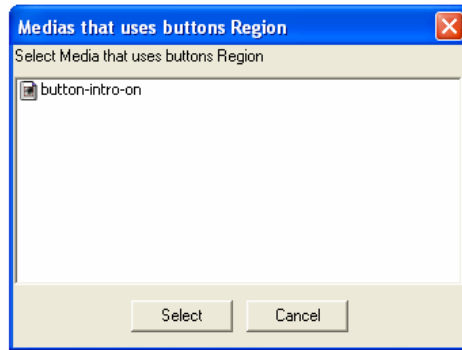 Medias that uses buttons Region
Select Media that uses buttons Region
button-intro-on
Select Cancel